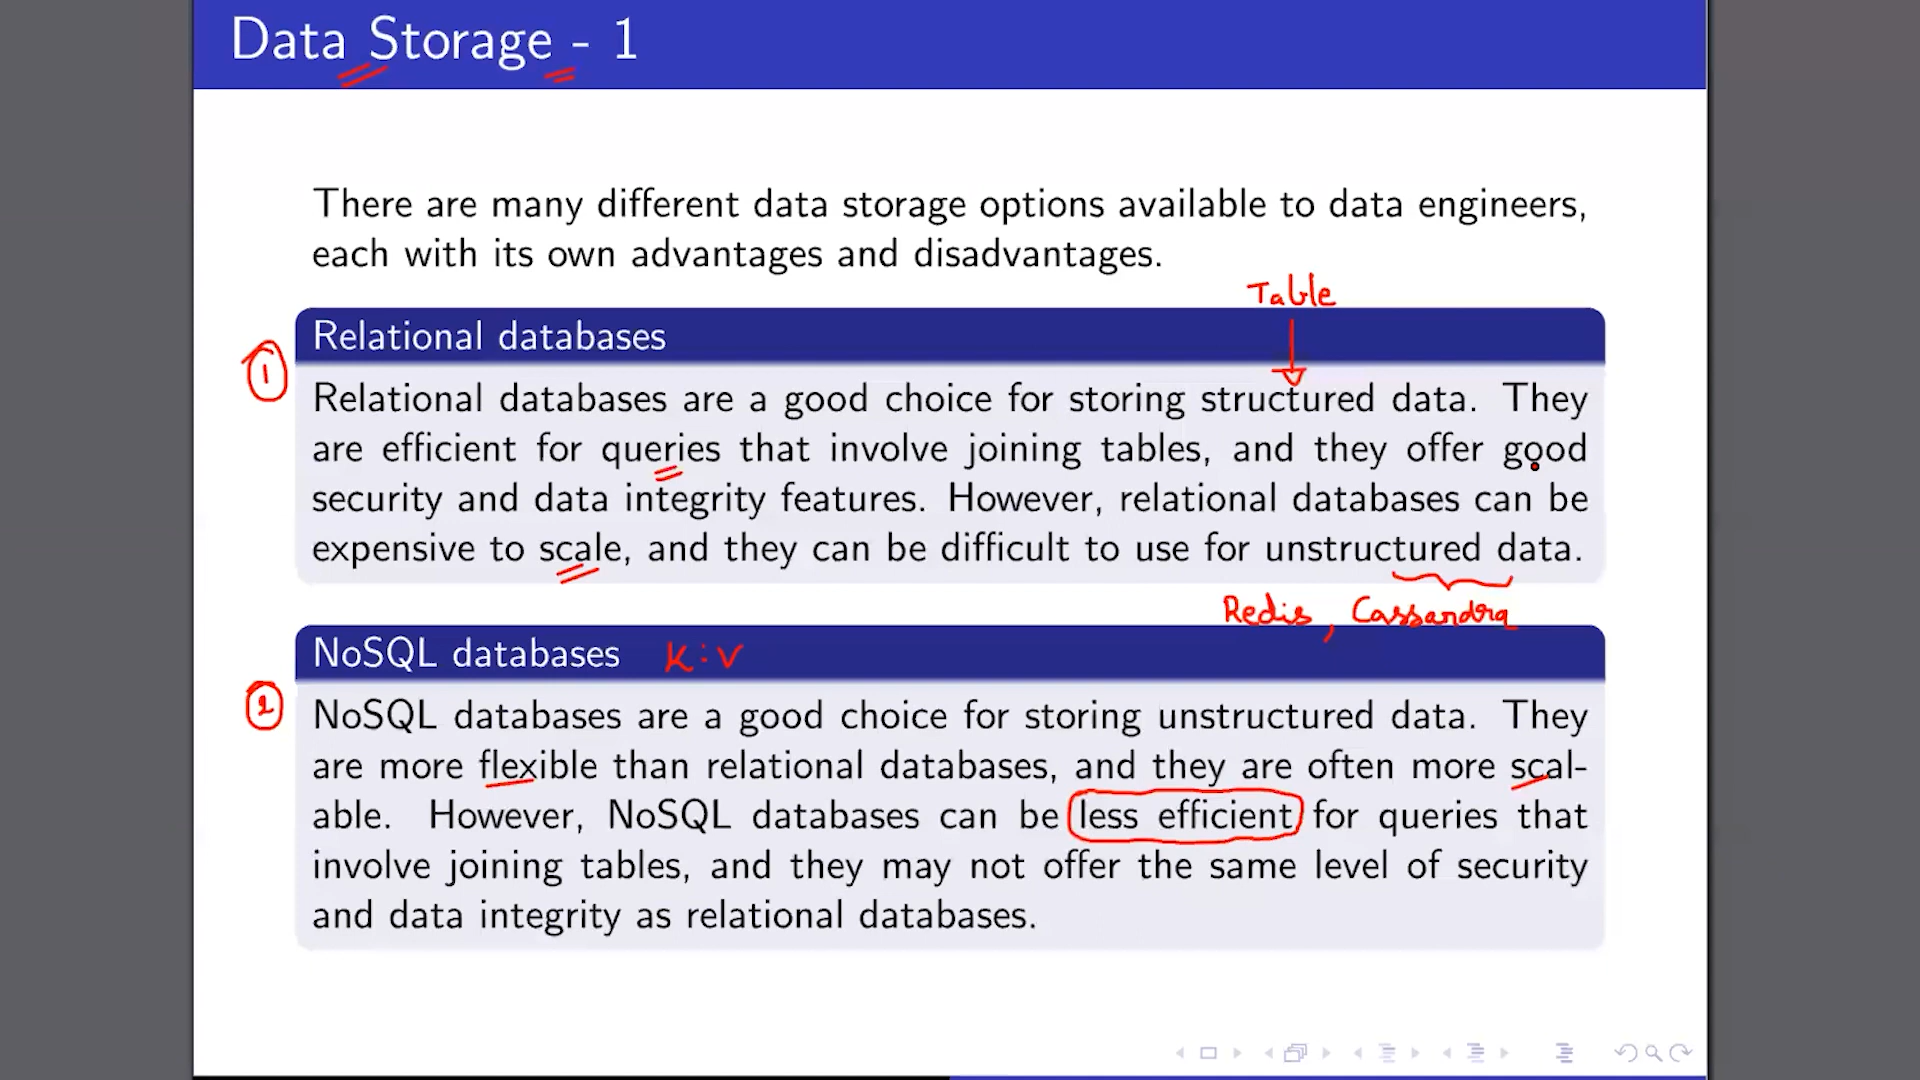 Data Storage - 1
There are many different data storage options available to data engineers,
each with its own advantages and disadvantages.
Table
Relational databases
1
Relational databases are a good choice for storing structured data. They
are efficient for queries that involve joining tables, and they offer good
security and data integrity features. However, relational databases can be
expensive to scale, and they can be difficult to use for unstructured data.
Redis, Cassandra
NoSQL databases K:V
2
NoSQL databases are a good choice for storing unstructured data. They
are more flexible than relational databases, and they are often more scal-
able. However, NoSQL databases can be less efficient for queries that
involve joining tables, and they may not offer the same level of security
and data integrity as relational databases.